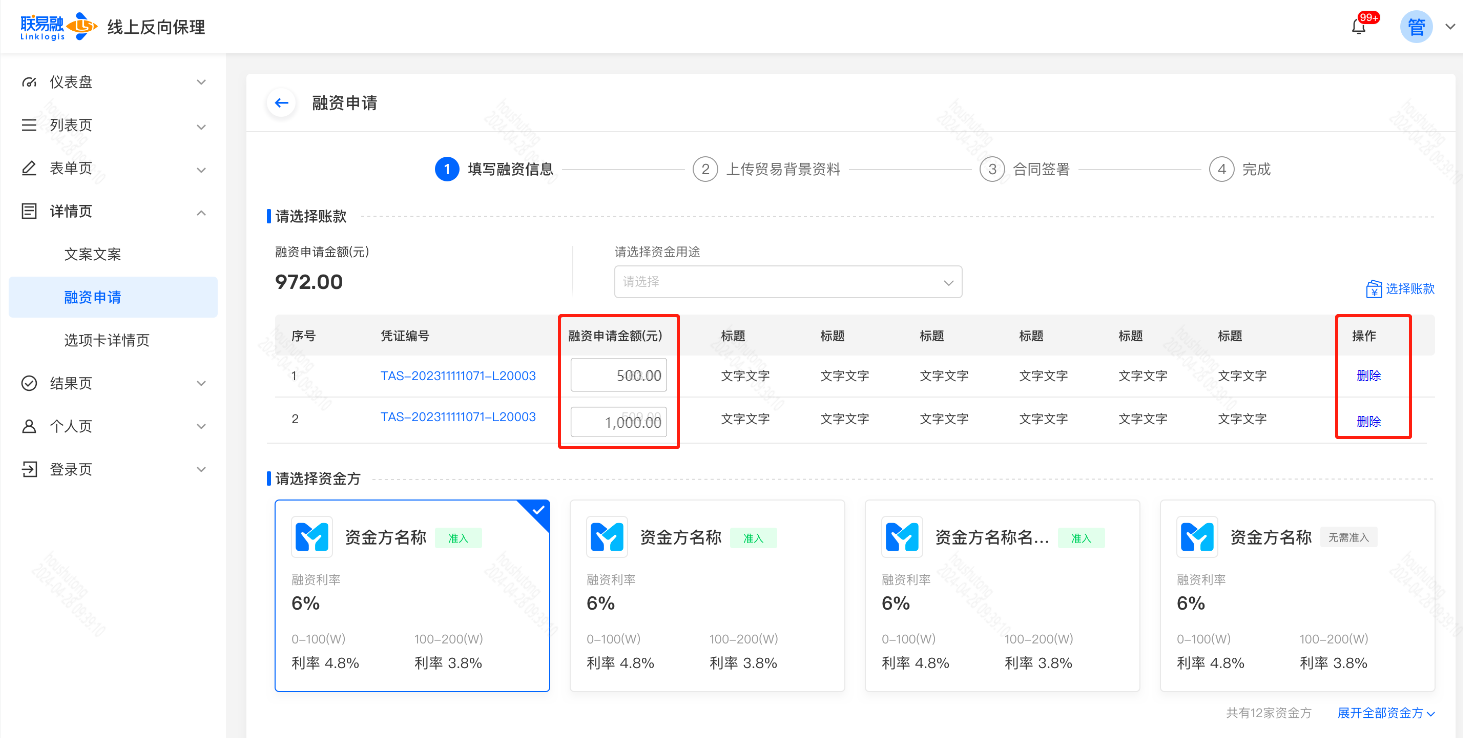 联易融
Linklogis
线上反向保理
99+
管
仪表盘
列表页
表单页
详情页
文案文案
融资申请
选项卡详情页
结果页
个人页
登录页
融资申请
1 填写融资信息
2 上传贸易背景资料
3 合同签署
4 完成
请选择账款
融资申请金额(元)
972.00
请选择资金用途
请选择
选择账款
序号 凭证编号 融资申请金额(元) 标题 标题 标题 标题 标题 标题 操作
1 TAS-202311111071-L20003 500.00 文字文字 文字文字 文字文字 文字文字 文字文字 文字文字 删除
2 TAS-202311111071-L20003 1,000.00 文字文字 文字文字 文字文字 文字文字 文字文字 文字文字 删除
请选择资金方
资金方名称 准入
融资利率
6%
0-100(W) 100-200(W)
利率 4.8% 利率 3.8%
资金方名称 准入
融资利率
6%
0-100(W) 100-200(W)
利率 4.8% 利率 3.8%
资金方名称名... 准入
融资利率
6%
0-100(W) 100-200(W)
利率 4.8% 利率 3.8%
资金方名称 无需准入
融资利率
6%
0-100(W) 100-200(W)
利率 4.8% 利率 3.8%
共有12家资金方 展开全部资金方